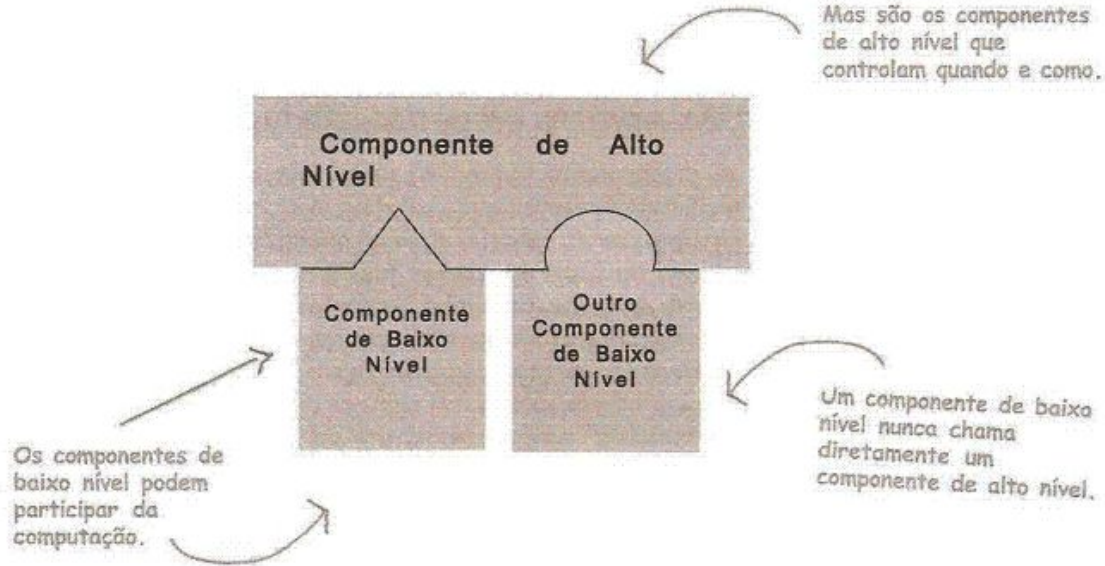 Mas são os componentes
de alto nível que
controlam quando e como.
Componente de Alto
Nível
Componente
de Baixo
Nível
Outro
Componente
de Baixo
Nível
Os componentes de
baixo nível podem
participar da
computação.
Um componente de baixo
nível nunca chama
diretamente um
componente de alto nível.